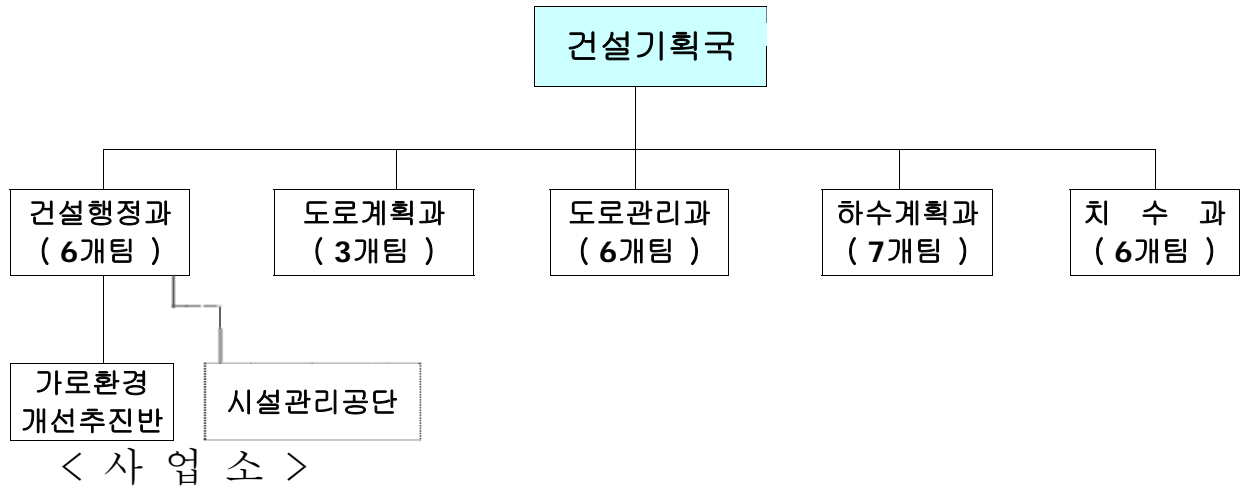 건설기획국
건설행정과
( 6개팀 )
도로계획과
( 3개팀 )
도로관리과
( 6개팀 )
하수계획과
( 7개팀 )
치 수 과
( 6개팀 )
가로환경
개선추진반
시설관리공단
< 사 업 소 >